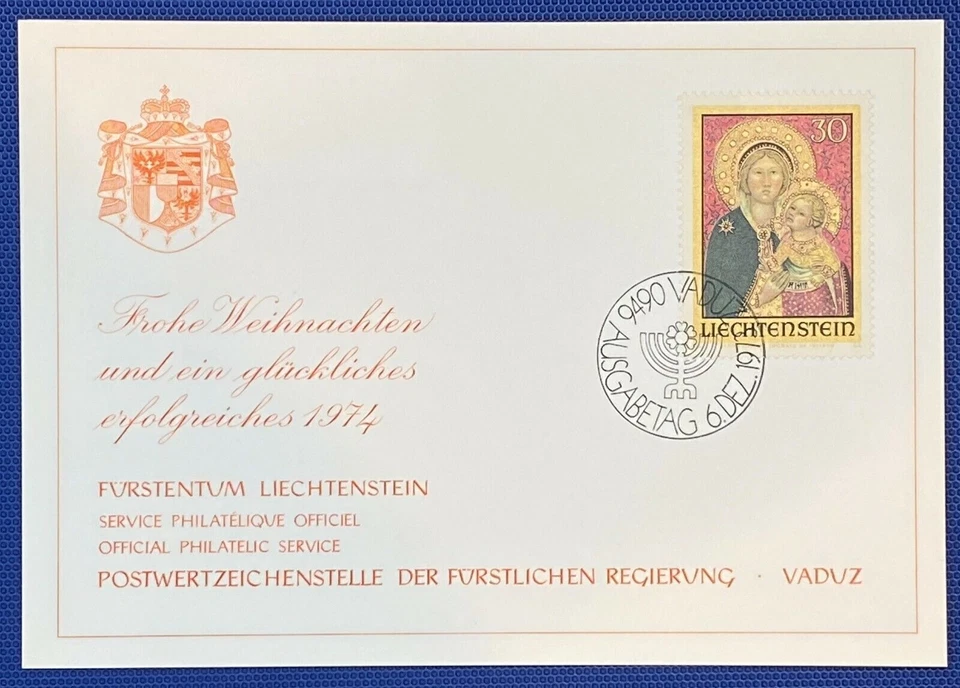 30
LIECHTENSTEIN
9490 VADUZ
AUSGABETAG 6. DEZ. 197
Frohe Weihnachten
und ein glückliches
erfolgreiches 1974
FÜRSTENTUM LIECHTENSTEIN
SERVICE PHILATÉLIQUE OFFICIEL
OFFICIAL PHILATELIC SERVICE
POSTWERTZEICHENSTELLE DER FÜRSTLICHEN REGIERUNG · VADUZ